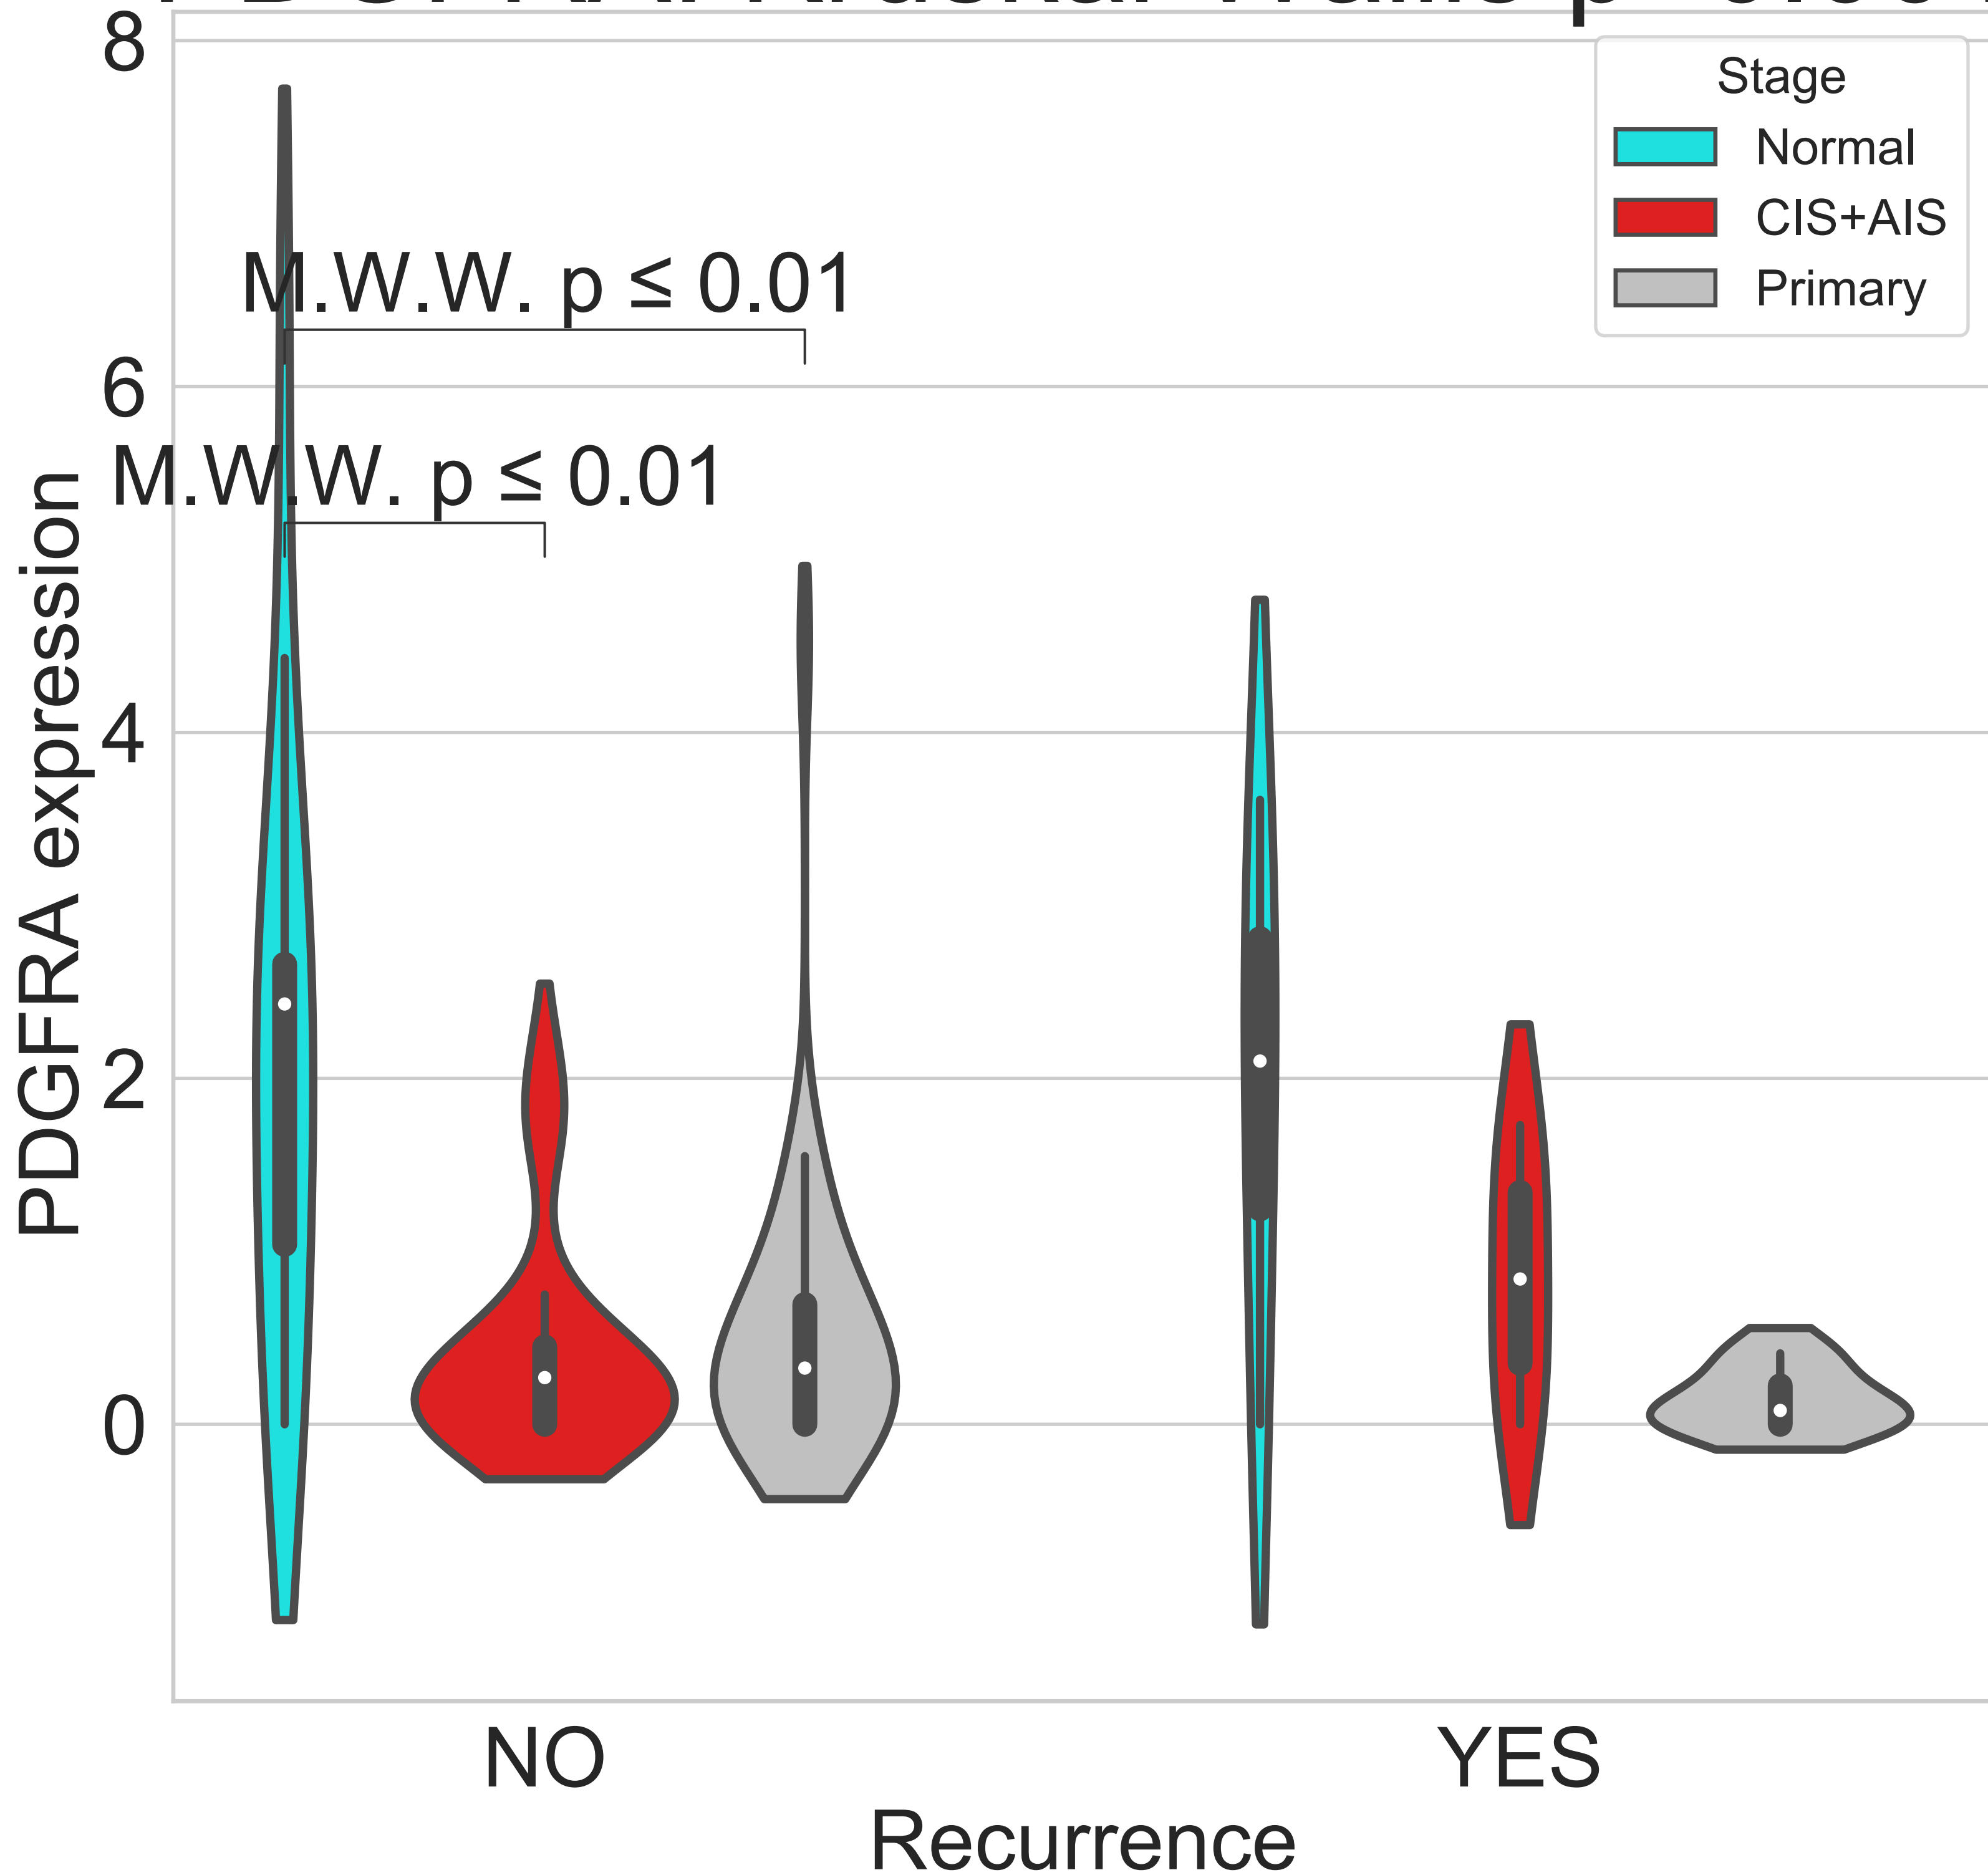 8
Stage
Normal
CIS+AIS
Primary
M.W.W. p ≤ 0.01
6
M.W.W. p ≤ 0.01
PDGFRA expression
4
2
0
NO
YES
Recurrence